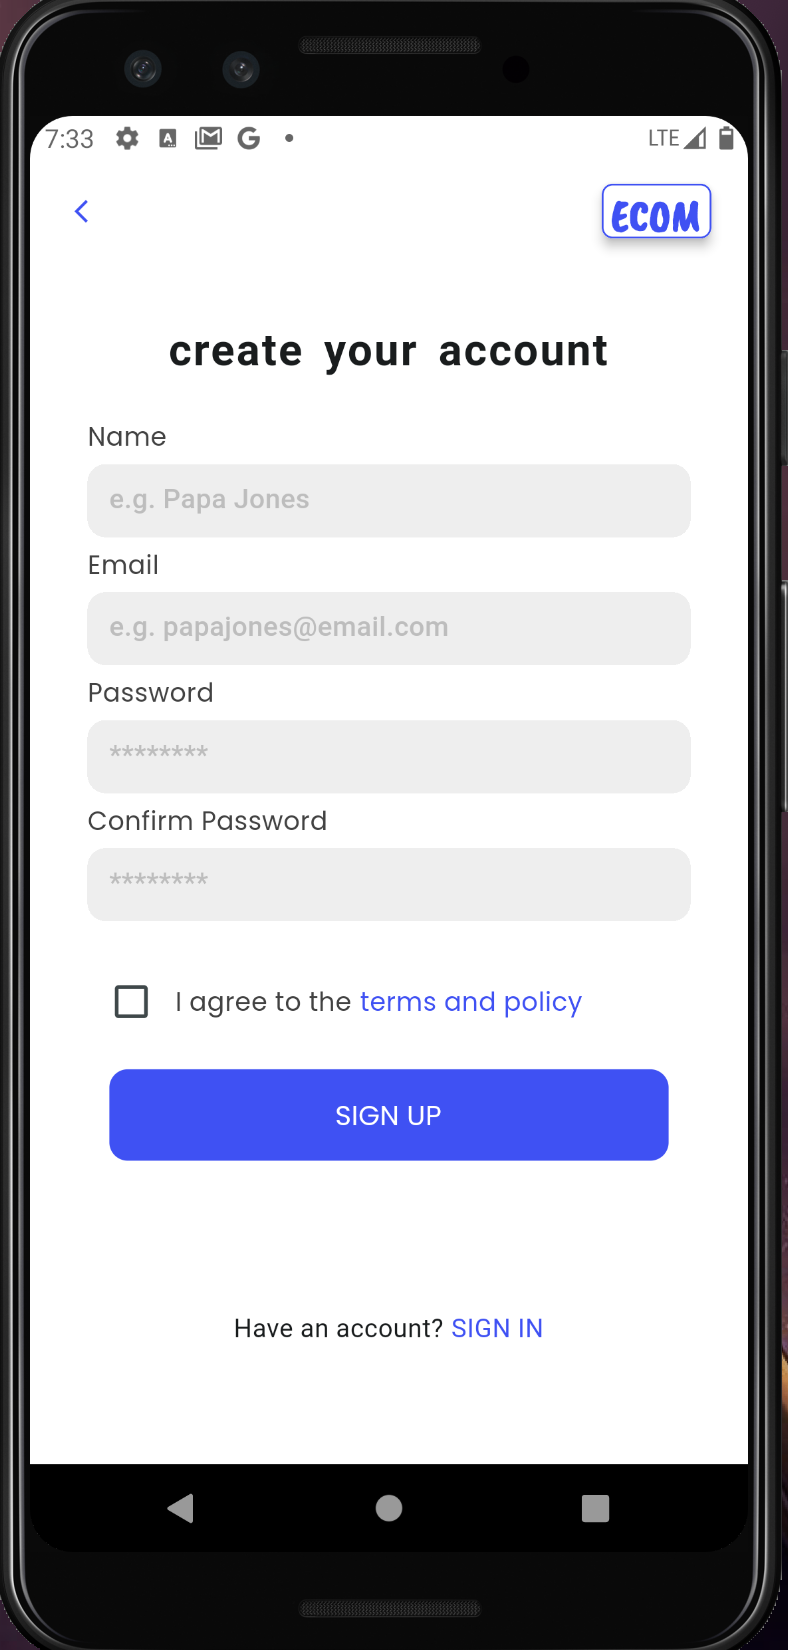 7:33 LTE
ECOM
create your account
Name
e.g. Papa Jones
Email
e.g. papajones@email.com
Password
********
Confirm Password
********
I agree to the terms and policy
SIGN UP
Have an account? SIGN IN